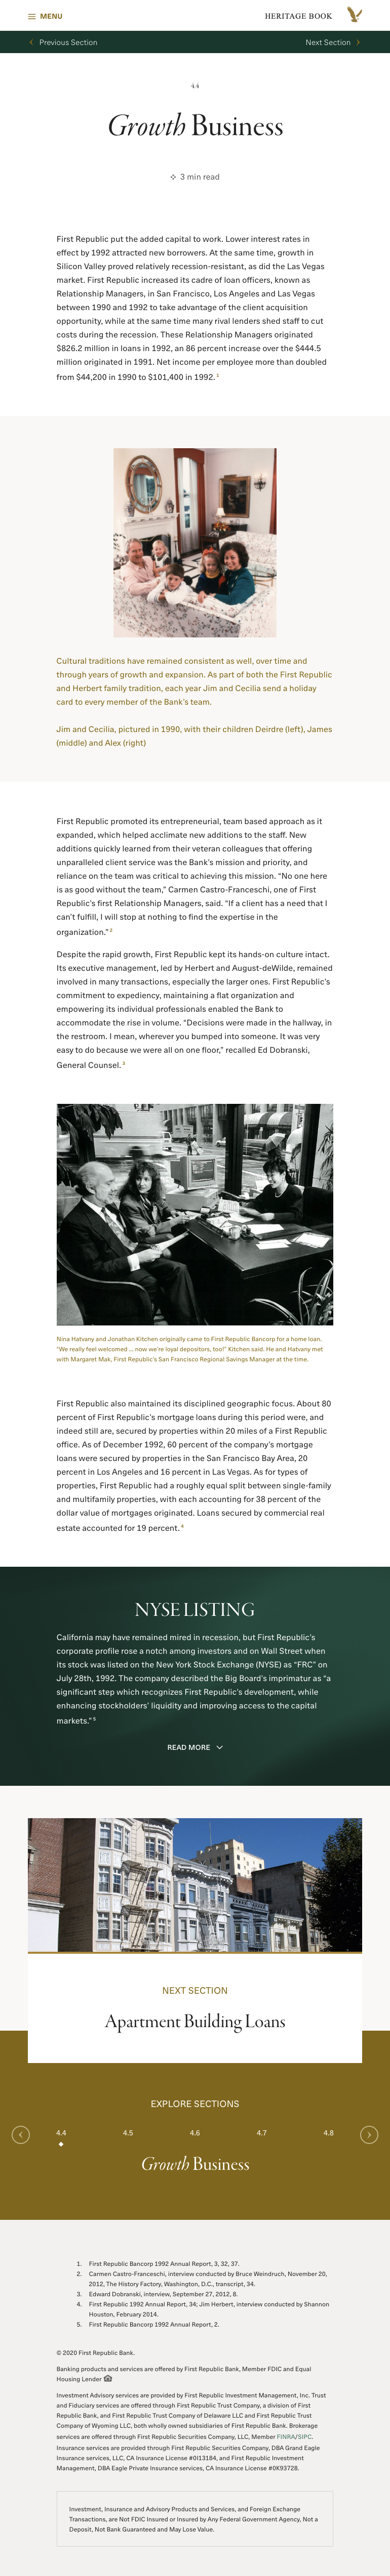 MENU
HERITAGE BOOK
Previous Section
Next Section
4.4
Growth Business
3 min read
First Republic put the added capital to work. Lower interest rates in
effect by 1992 attracted new borrowers. At the same time, growth in
Silicon Valley proved relatively recession-resistant, as did the Las Vegas
market. First Republic increased its cadre of loan officers, known as
Relationship Managers, in San Francisco, Los Angeles and Las Vegas
between 1990 and 1992 to take advantage of the client acquisition
opportunity, while at the same time many rival lenders shed staff to cut
costs during the recession. These Relationship Managers originated
$826.2 million in loans in 1992, an 86 percent increase over the $444.5
million originated in 1991. Net income per employee more than doubled
from $44,200 in 1990 to $101,400 in 1992. 1
Cultural traditions have remained consistent as well, over time and
through years of growth and expansion. As part of both the First Republic
and Herbert family tradition, each year Jim and Cecilia send a holiday
card to every member of the Bank's team.
Jim and Cecilia, pictured in 1990, with their children Deirdre (left), James
(middle) and Alex (right)
First Republic promoted its entrepreneurial, team based approach as it
expanded, which helped acclimate new additions to the staff. New
additions quickly learned from their veteran colleagues that offering
unparalleled client service was the Bank's mission and priority, and
reliance on the team was critical to achieving this mission. “No one here
is as good without the team,” Carmen Castro-Franceschi, one of First
Republic's first Relationship Managers, said. “If a client has a need that I
can't fulfill, I will stop at nothing to find the expertise in the
organization.” 2
Despite the rapid growth, First Republic kept its hands-on culture intact.
Its executive management, led by Herbert and August-deWilde, remained
involved in many transactions, especially the larger ones. First Republic's
commitment to expediency, maintaining a flat organization and
empowering its individual professionals enabled the Bank to
accommodate the rise in volume. "Decisions were made in the hallway, in
the restroom. I mean, wherever you bumped into someone. It was very
easy to do because we were all on one floor," recalled Ed Dobranski,
General Counsel. 3
Nina Hatvany and Jonathan Kitchen originally came to First Republic Bancorp for a home loan.
“We really feel welcomed ... now we're loyal depositors, too!” Kitchen said. He and Hatvany met
with Margaret Mak, First Republic's San Francisco Regional Savings Manager at the time.
First Republic also maintained its disciplined geographic focus. About 80
percent of First Republic's mortgage loans during this period were, and
indeed still are, secured by properties within 20 miles of a First Republic
office. As of December 1992, 60 percent of the company's mortgage
loans were secured by properties in the San Francisco Bay Area, 20
percent in Los Angeles and 16 percent in Las Vegas. As for types of
properties, First Republic had a roughly equal split between single-family
and multifamily properties, with each accounting for 38 percent of the
dollar value of mortgages originated. Loans secured by commercial real
estate accounted for 19 percent. 4
NYSE LISTING
California may have remained mired in recession, but First Republic's
corporate profile rose a notch among investors and on Wall Street when
its stock was listed on the New York Stock Exchange (NYSE) as “FRC” on
July 28th, 1992. The company described the Big Board's imprimatur as “a
significant step which recognizes First Republic's development, while
enhancing stockholders' liquidity and improving access to the capital
markets.” 5
READ MORE
NEXT SECTION
Apartment Building Loans
EXPLORE SECTIONS
4.4
4.5
4.6
4.7
4.8
Growth Business
1. First Republic Bancorp 1992 Annual Report, 3, 32, 37.
2. Carmen Castro-Franceschi, interview conducted by Bruce Weindruch, November 20,
2012, The History Factory, Washington, D.C., transcript, 34.
3. Edward Dobranski, interview, September 27, 2012, 8.
4. First Republic 1992 Annual Report, 34; Jim Herbert, interview conducted by Shannon
Houston, February 2014.
5. First Republic Bancorp 1992 Annual Report, 2.
© 2020 First Republic Bank.
Banking products and services are offered by First Republic Bank, Member FDIC and Equal
Housing Lender
Investment Advisory services are provided by First Republic Investment Management, Inc. Trust
and Fiduciary services are offered through First Republic Trust Company, a division of First
Republic Bank, and First Republic Trust Company of Delaware LLC and First Republic Trust
Company of Wyoming LLC, both wholly owned subsidiaries of First Republic Bank. Brokerage
services are offered through First Republic Securities Company, LLC, Member FINRA/SIPC.
Insurance services are provided through First Republic Securities Company, DBA Grand Eagle
Insurance services, LLC, CA Insurance License #0I13184, and First Republic Investment
Management, DBA Eagle Private Insurance services, CA Insurance License #0K93728.
Investment, Insurance and Advisory Products and Services, and Foreign Exchange
Transactions, are Not FDIC Insured or Insured by Any Federal Government Agency, Not a
Deposit, Not Bank Guaranteed and May Lose Value.